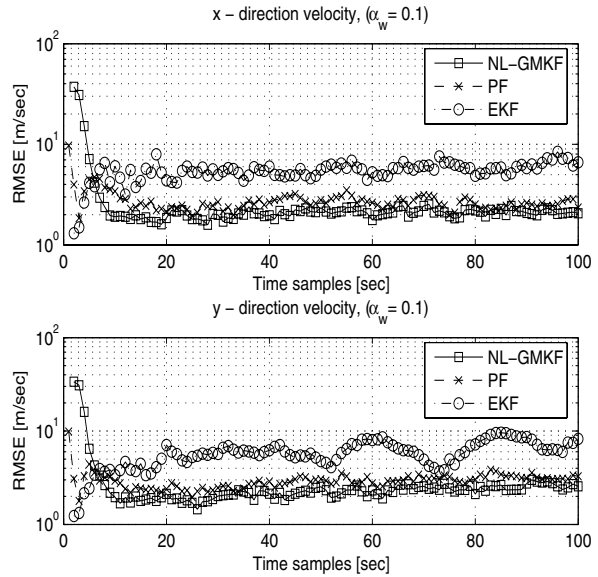 x − direction velocity, (α_w = 0.1)
10^2
10^1
10^0
RMSE [m/sec]
NL−GMKF
PF
EKF
0 20 40 60 80 100
Time samples [sec]
y − direction velocity, (α_w = 0.1)
10^2
10^1
10^0
RMSE [m/sec]
NL−GMKF
PF
EKF
0 20 40 60 80 100
Time samples [sec]